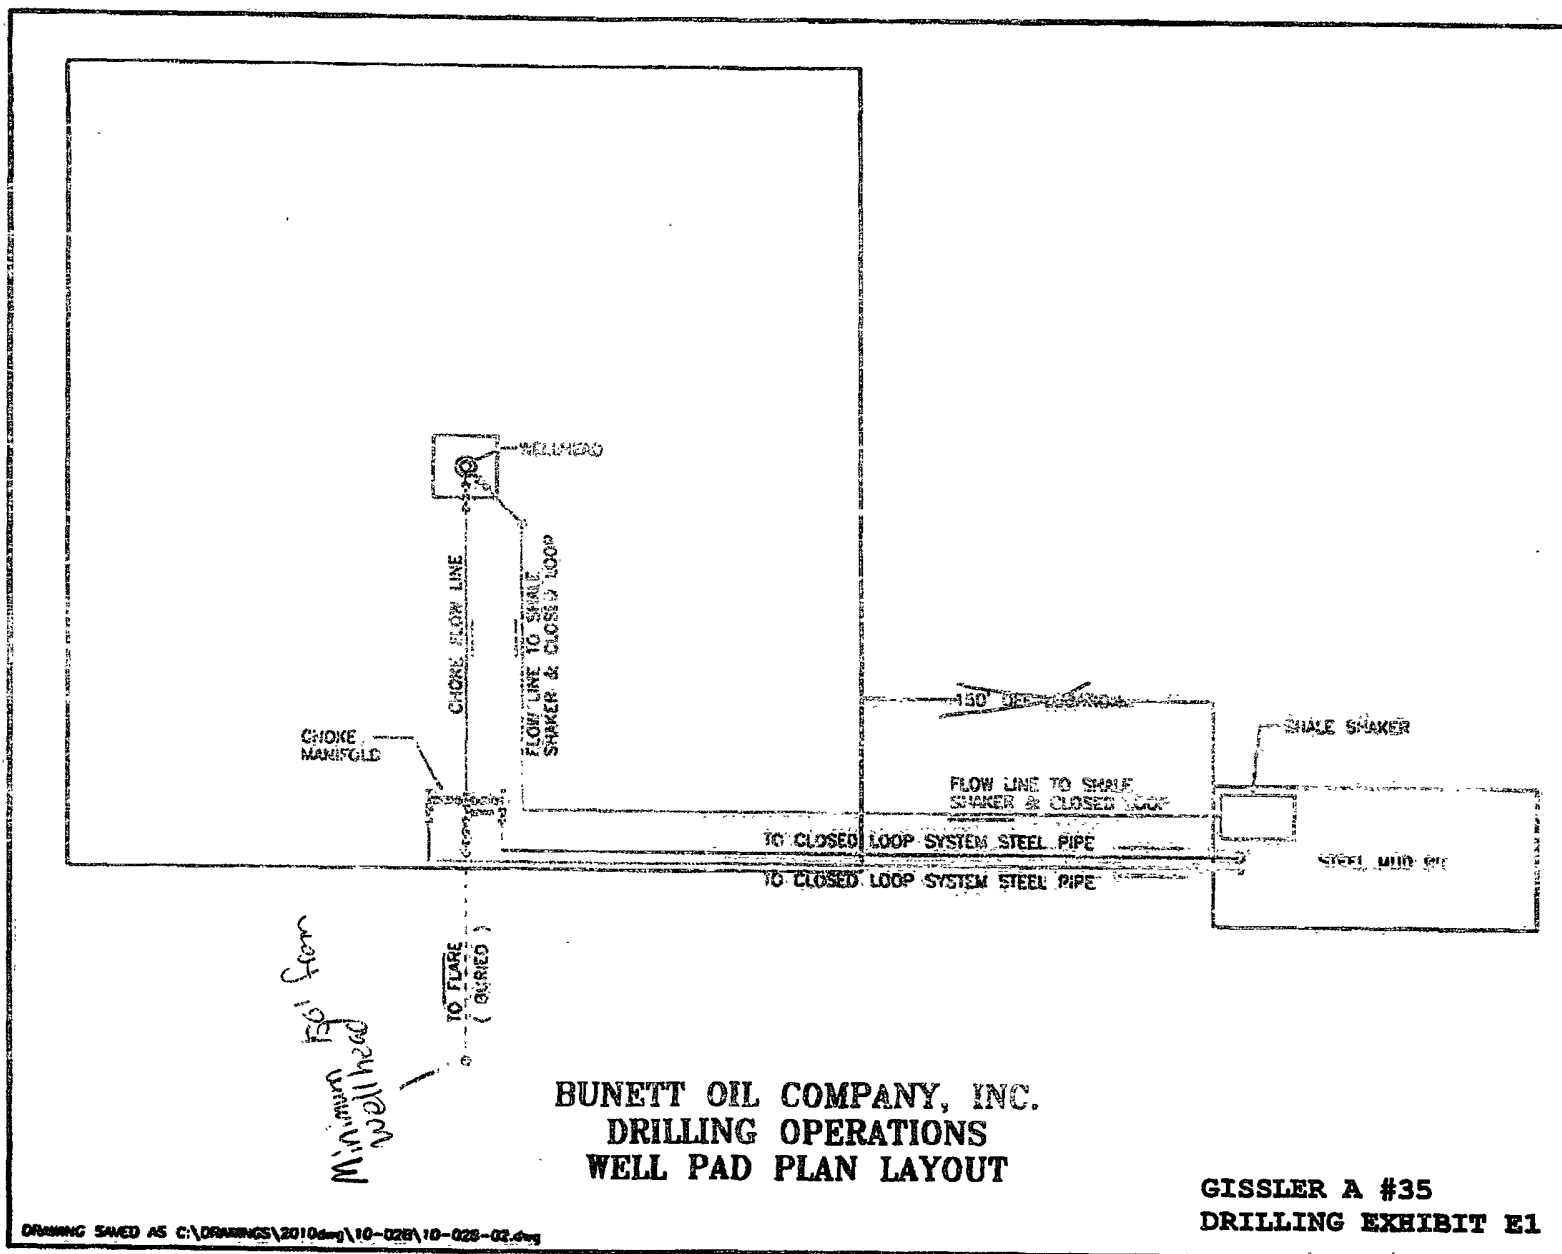 WELLHEAD
CHOKE FLOW LINE
FLOW LINE TO SHALE
SHAKER & CLOSED LOOP
CHOKE
MANIFOLD
150'
SHALE SHAKER
FLOW LINE TO SHALE
SHAKER & CLOSED LOOP
TO CLOSED LOOP SYSTEM STEEL PIPE
STEEL MUD PIT
TO CLOSED LOOP SYSTEM STEEL PIPE
TO FLARE
( BURIED )
Minimum 150' from
Wellhead
BUNETT OIL COMPANY, INC.
DRILLING OPERATIONS
WELL PAD PLAN LAYOUT
GISSLER A #35
DRILLING EXHIBIT E1
DRAWING SAVED AS C:\DRAWINGS\2010dwg\10-028\10-028-02.dwg